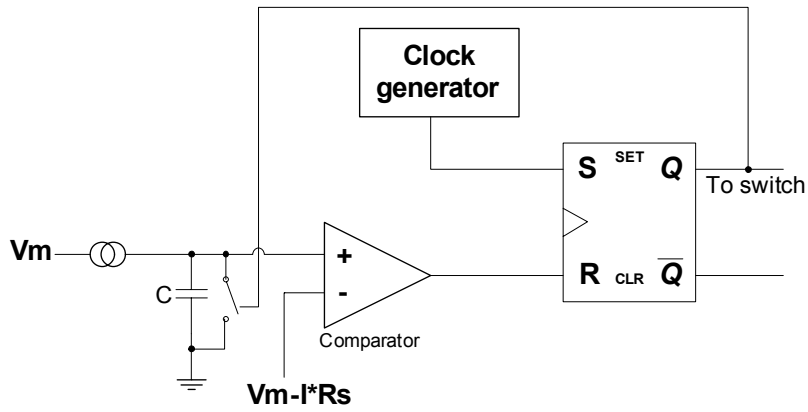 Clock
generator
S SET Q
To switch
Vm
+
C
R CLR Q
-
Comparator
Vm-I*Rs